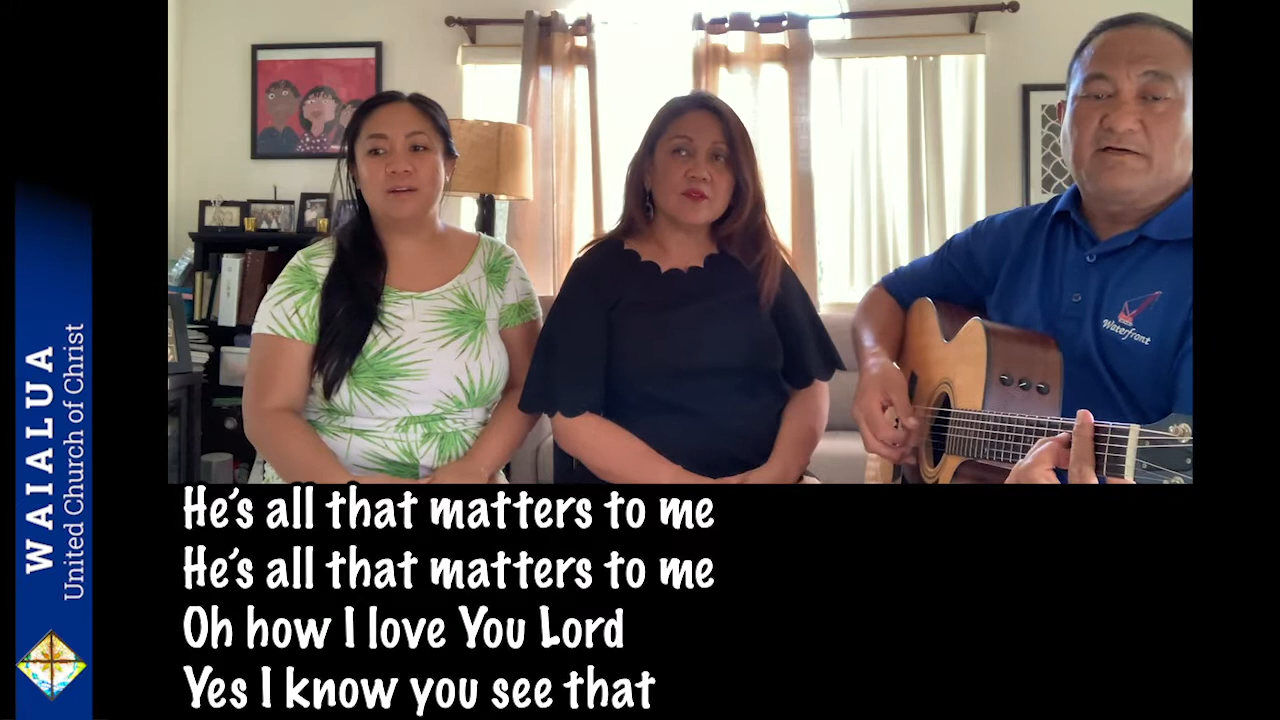 WAIALUA
United Church of Christ
Waterfront
He's all that matters to me
He's all that matters to me
Oh how I love You Lord
Yes I know you see that